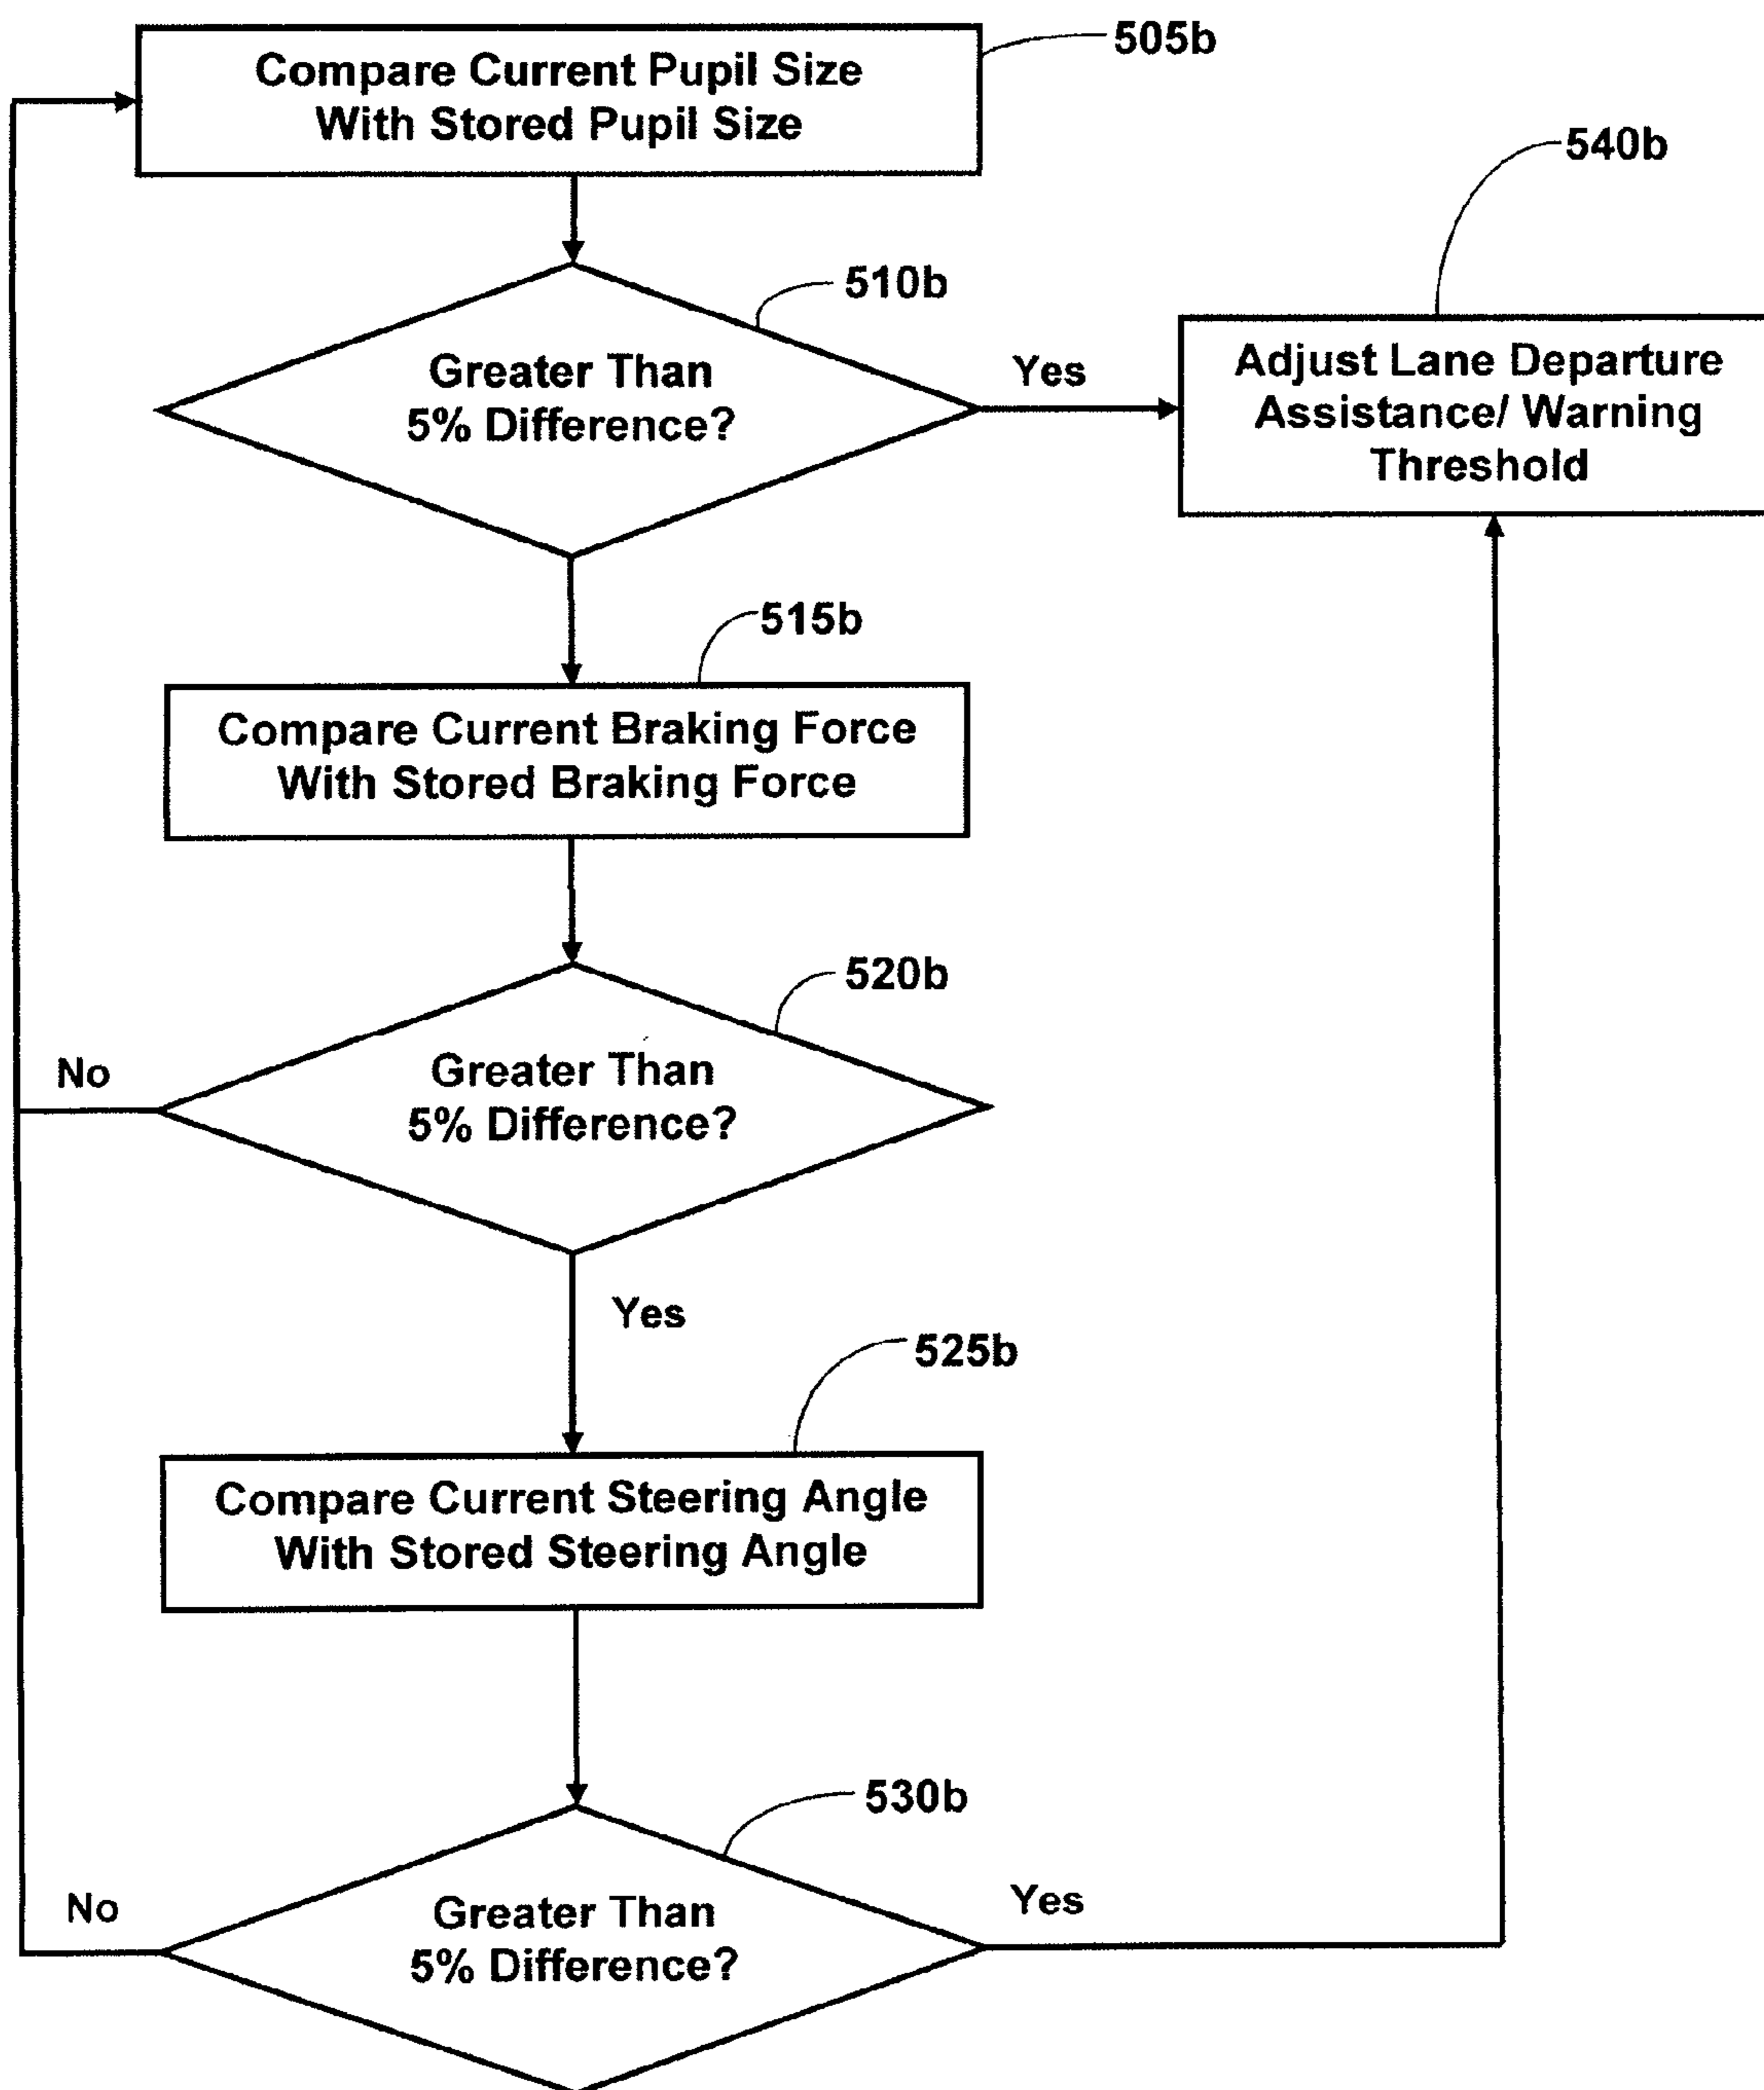 505b
Compare Current Pupil Size
With Stored Pupil Size
540b
510b
Greater Than
5% Difference?
Yes
Adjust Lane Departure
Assistance/ Warning
Threshold
515b
Compare Current Braking Force
With Stored Braking Force
520b
Greater Than
5% Difference?
No
Yes
525b
Compare Current Steering Angle
With Stored Steering Angle
530b
Greater Than
5% Difference?
No
Yes